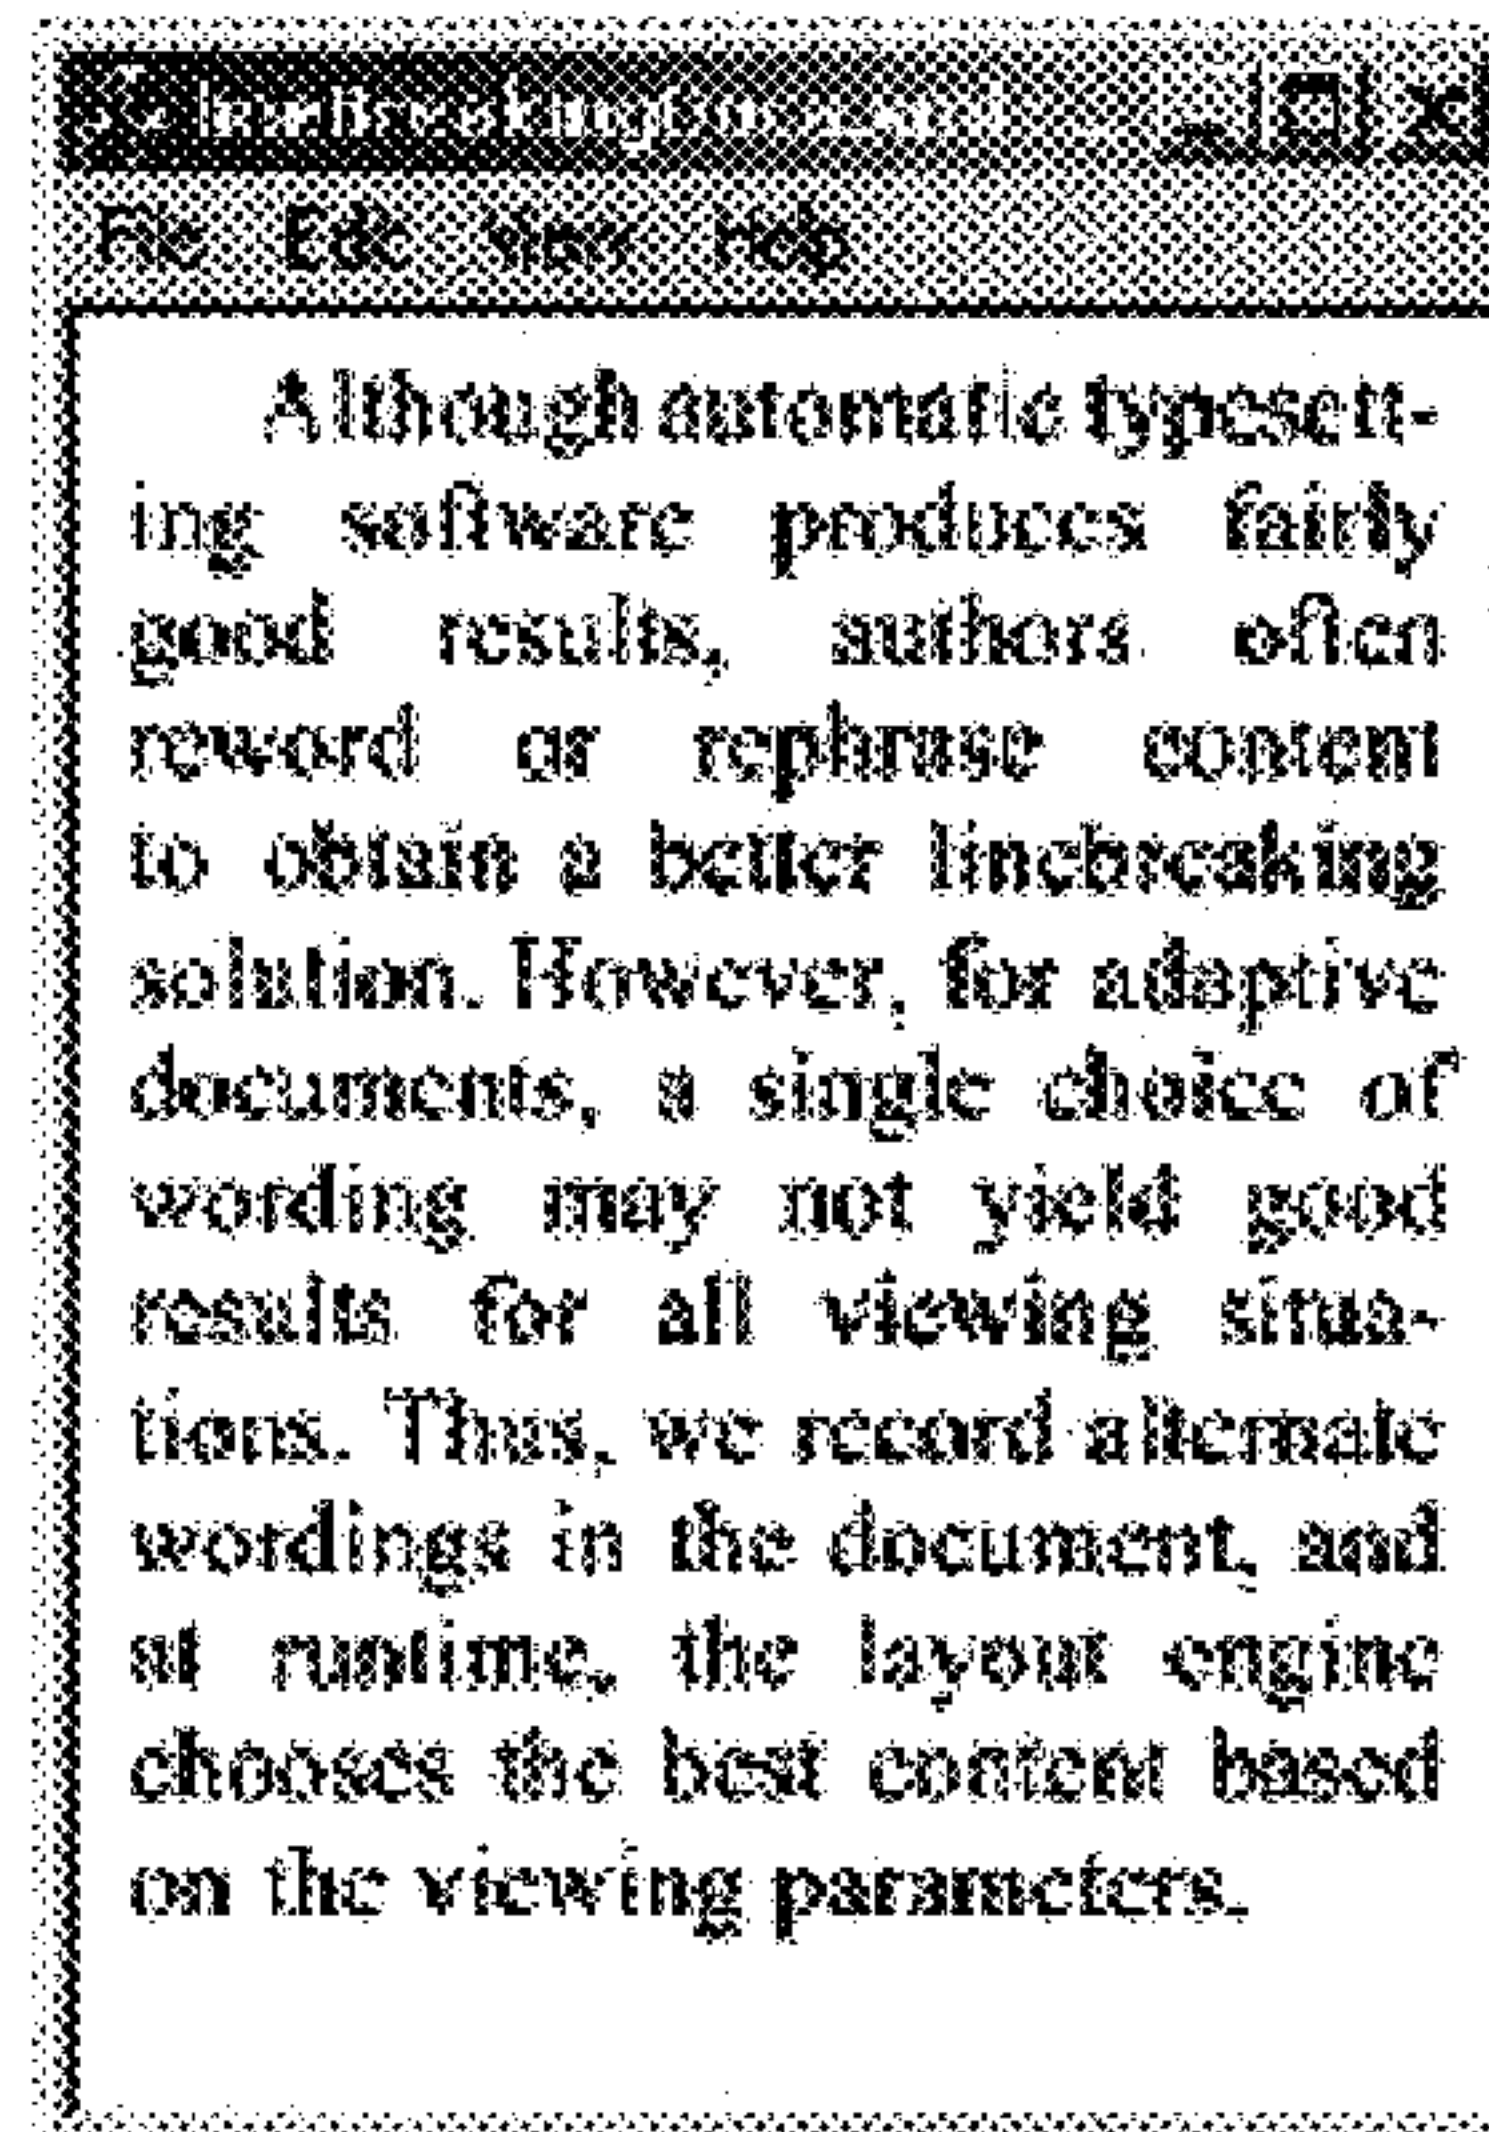 File Edit View Help
Although automatic typesett-
ing software produces fairly
good results, authors often
reword or rephrase content
to obtain a better linebreaking
solution. However, for adaptive
documents, a single choice of
wording may not yield good
results for all viewing situa-
tions. Thus, we record alternate
wordings in the document, and
at runtime, the layout engine
chooses the best content based
on the viewing parameters.